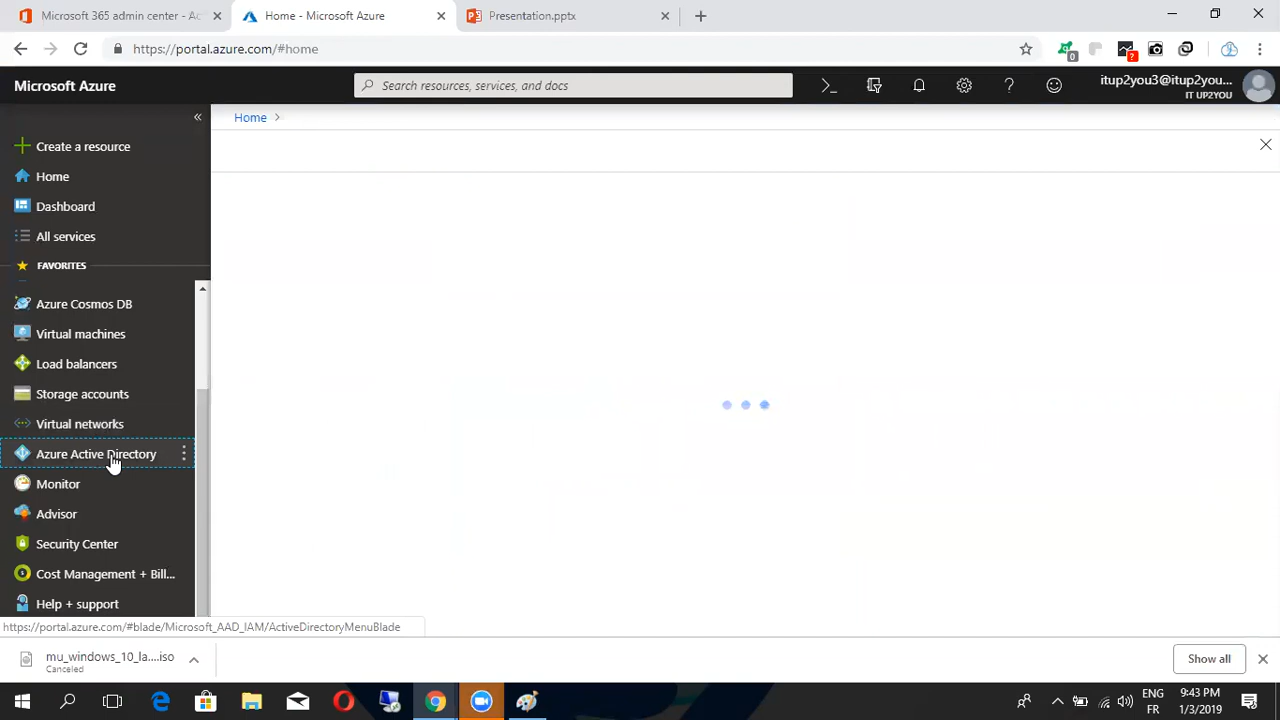 Microsoft 365 admin center - Ac
Home - Microsoft Azure
Presentation.pptx
https://portal.azure.com/#home
0
?
Microsoft Azure
Search resources, services, and docs
itup2you3@itup2you...
IT UP2YOU
Home
Create a resource
Home
Dashboard
All services
FAVORITES
Azure Cosmos DB
Virtual machines
Load balancers
Storage accounts
Virtual networks
Azure Active Directory
Monitor
Advisor
Security Center
Cost Management + Bill...
Help + support
https://portal.azure.com/#blade/Microsoft_AAD_IAM/ActiveDirectoryMenuBlade
mu_windows_10_la....iso
Canceled
Show all
ENG
FR
9:43 PM
1/3/2019